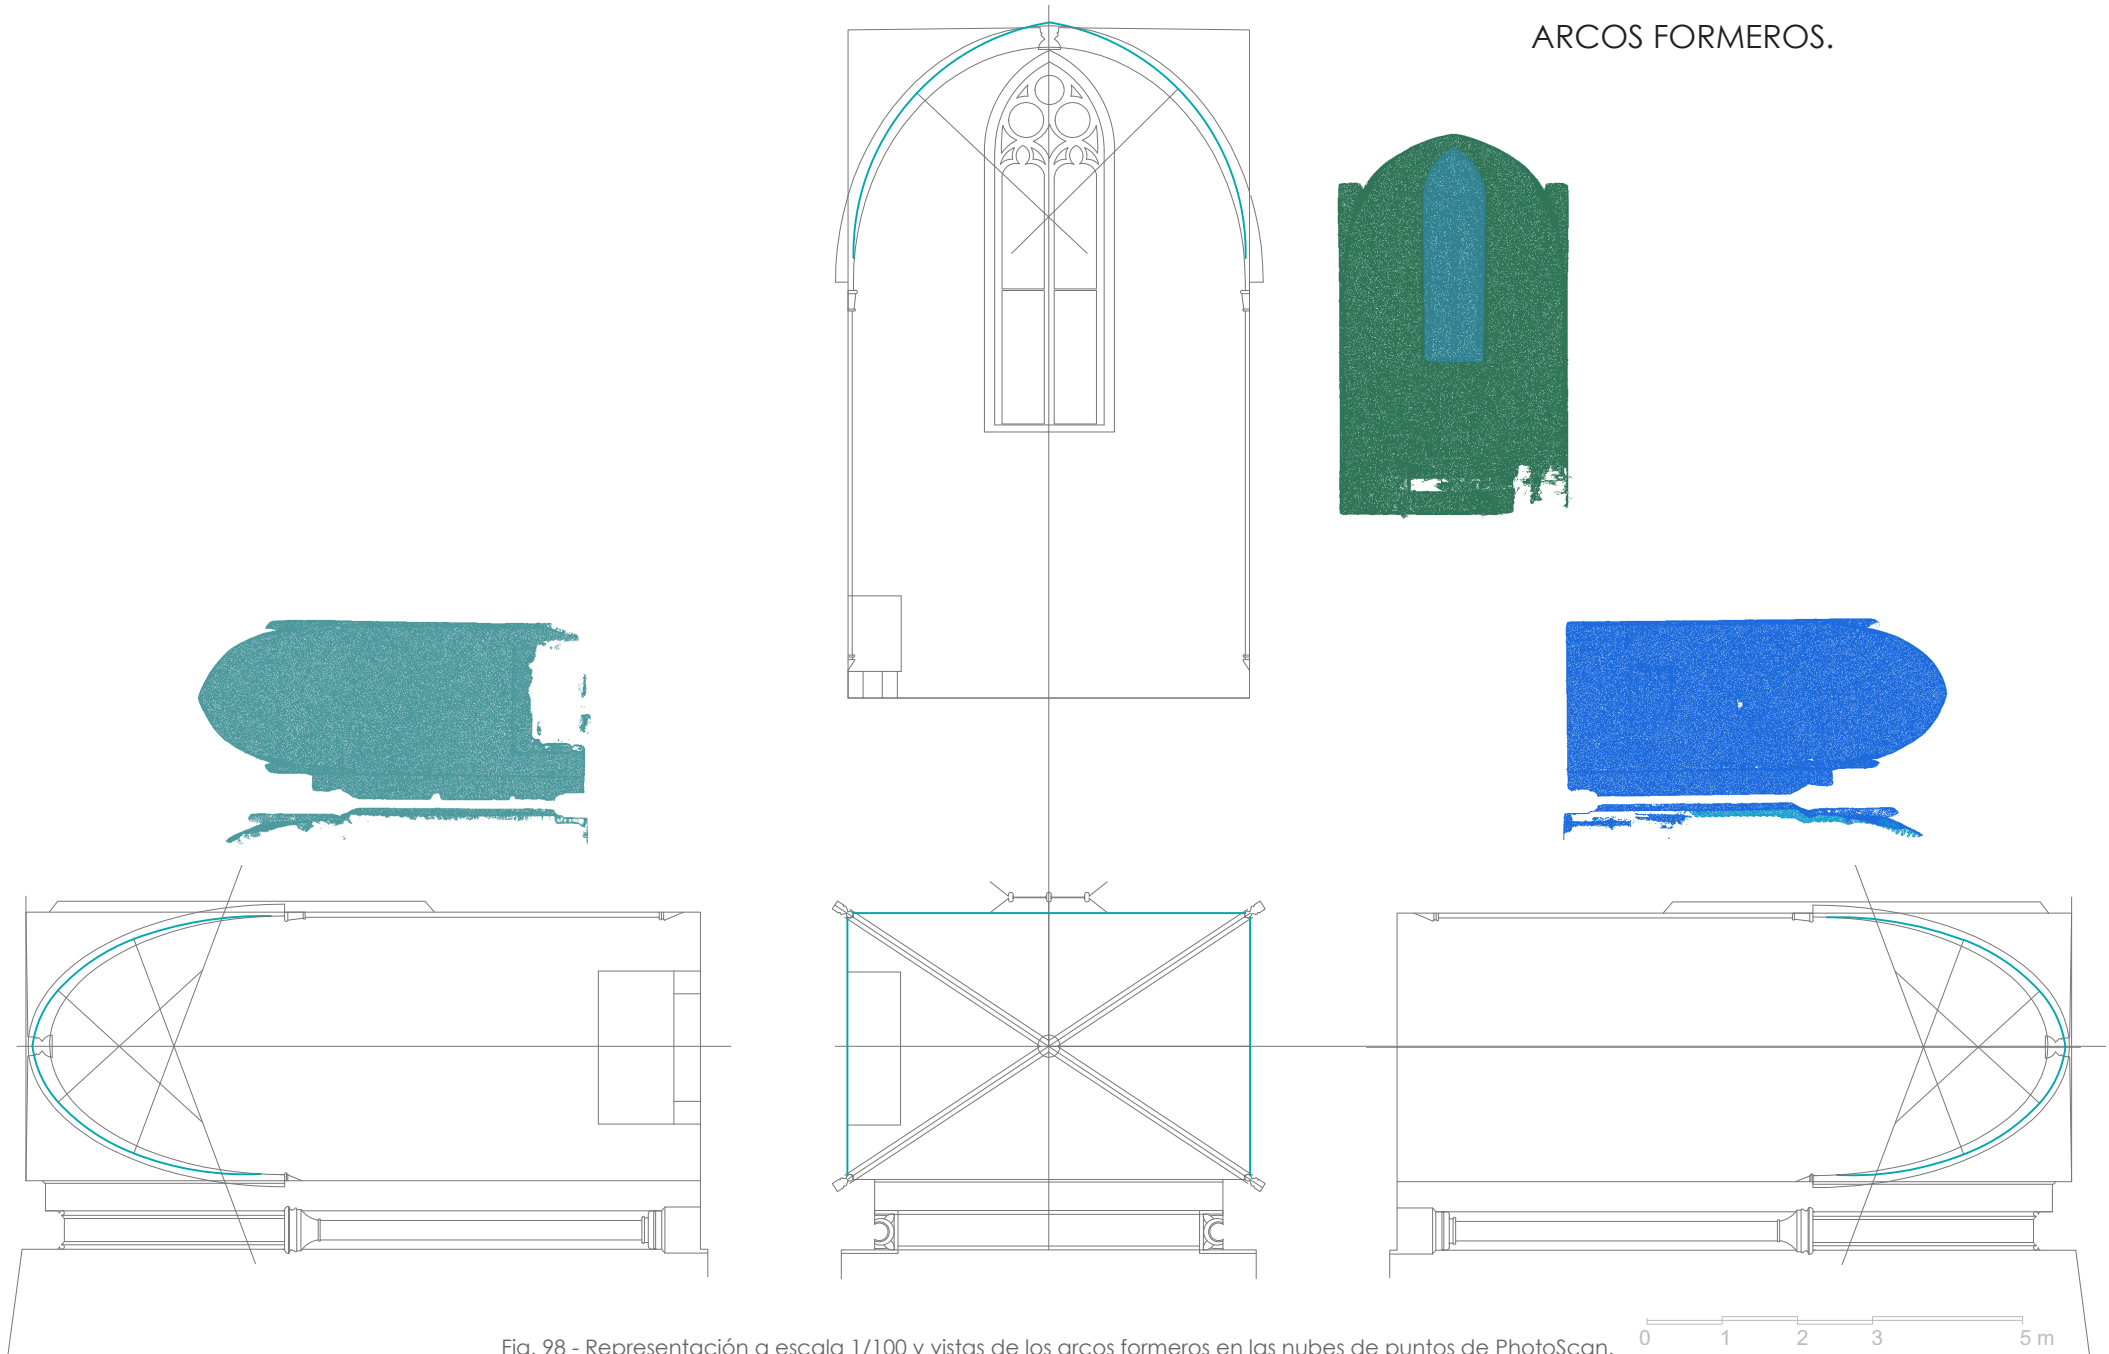 ARCOS FORMEROS.
0 1 2 3 5 m
Fig. 98 - Representación a escala 1/100 y vistas de los arcos formeros en las nubes de puntos de PhotoScan.